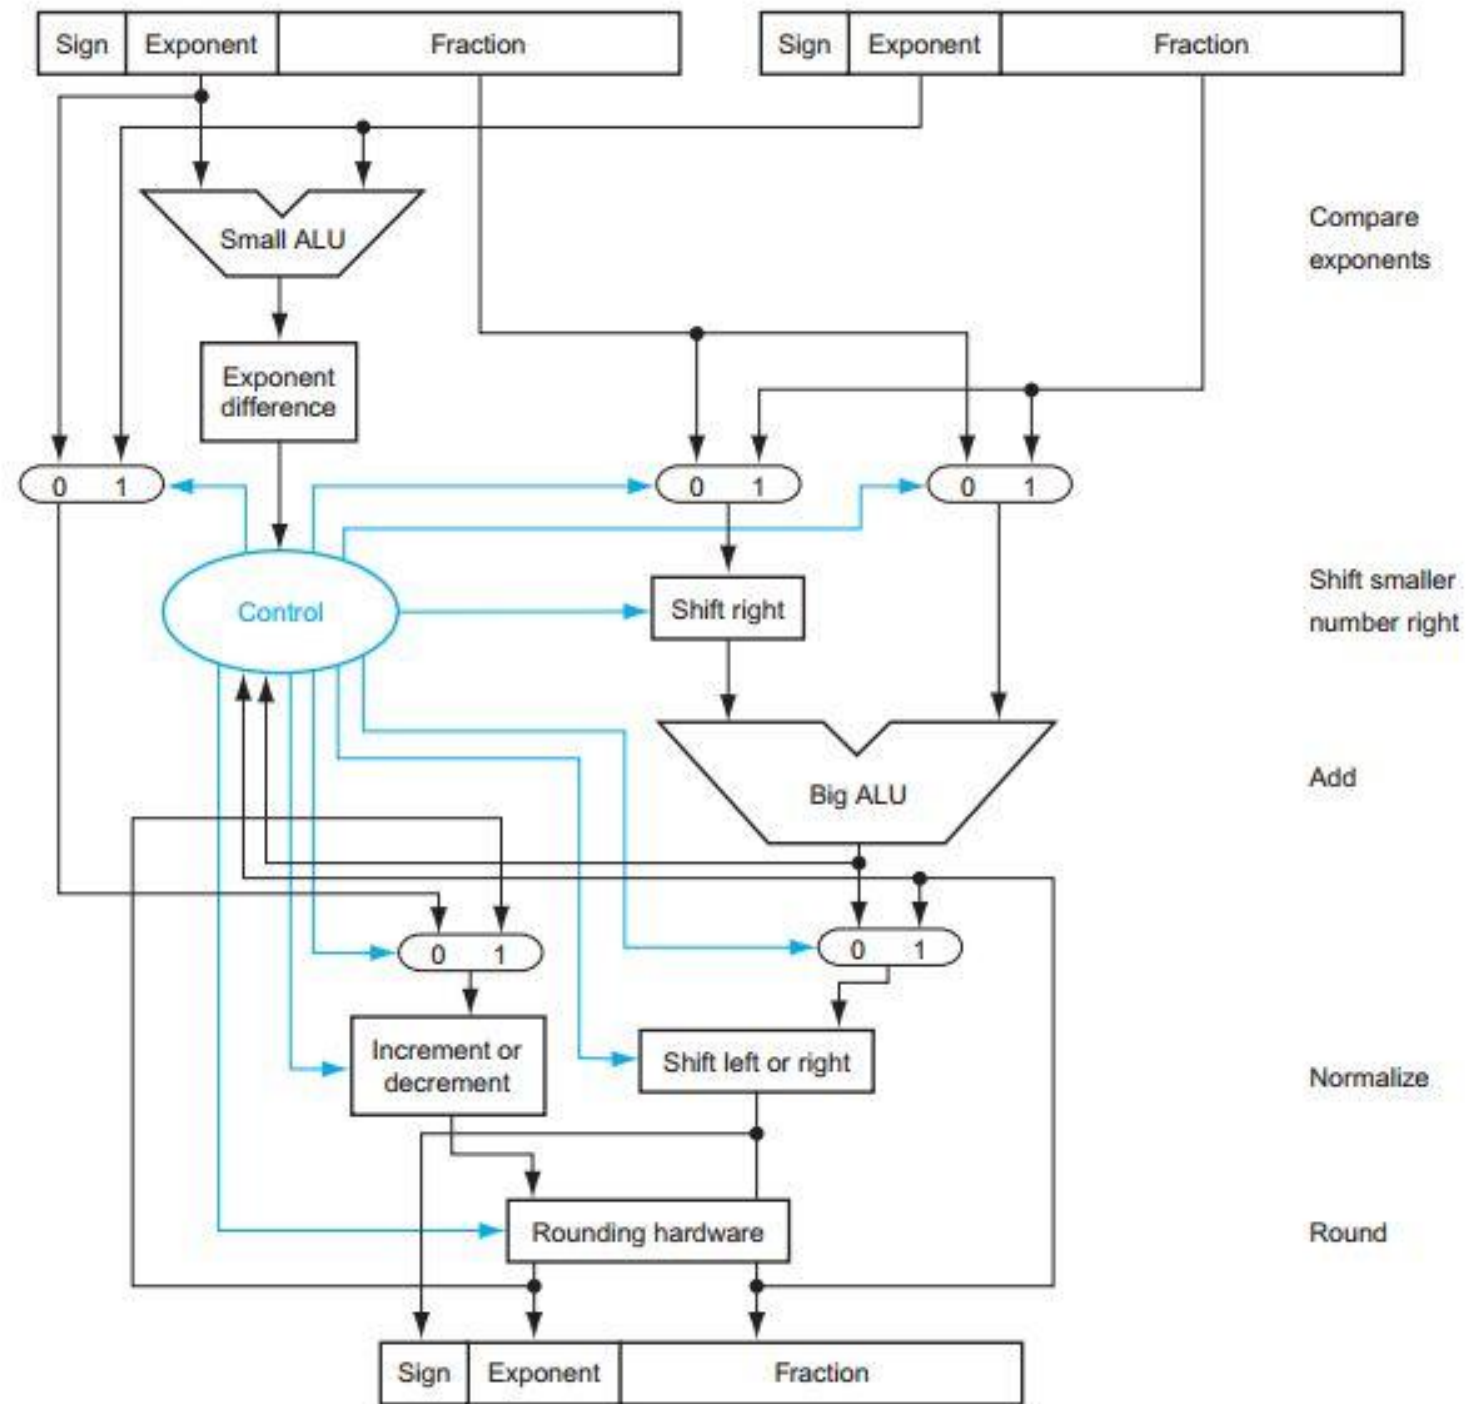 Sign Exponent Fraction Sign Exponent Fraction
Small ALU
Compare
exponents
Exponent
difference
0 1 0 1 0 1
Control
Shift right
Shift smaller
number right
Big ALU
Add
0 1 0 1
Increment or
decrement
Shift left or right
Normalize
Rounding hardware
Round
Sign Exponent Fraction